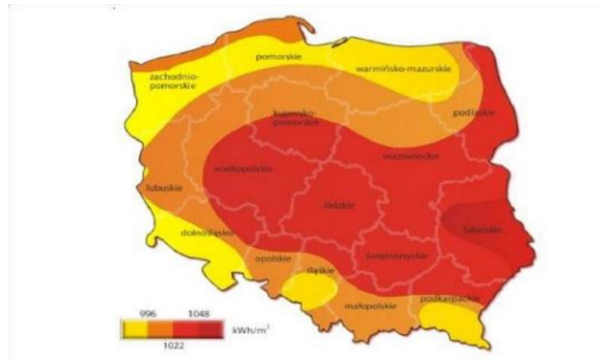 pomorskie
warmińsko-mazurskie
zachodnio-
pomorskie
podlaskie
kujawsko-
pomorskie
mazowieckie
wielkopolskie
lubuskie
łódzkie
lubelskie
dolnośląskie
opolskie
świętokrzyskie
śląskie
podkarpackie
małopolskie
996 1048
kWh/m²
1022